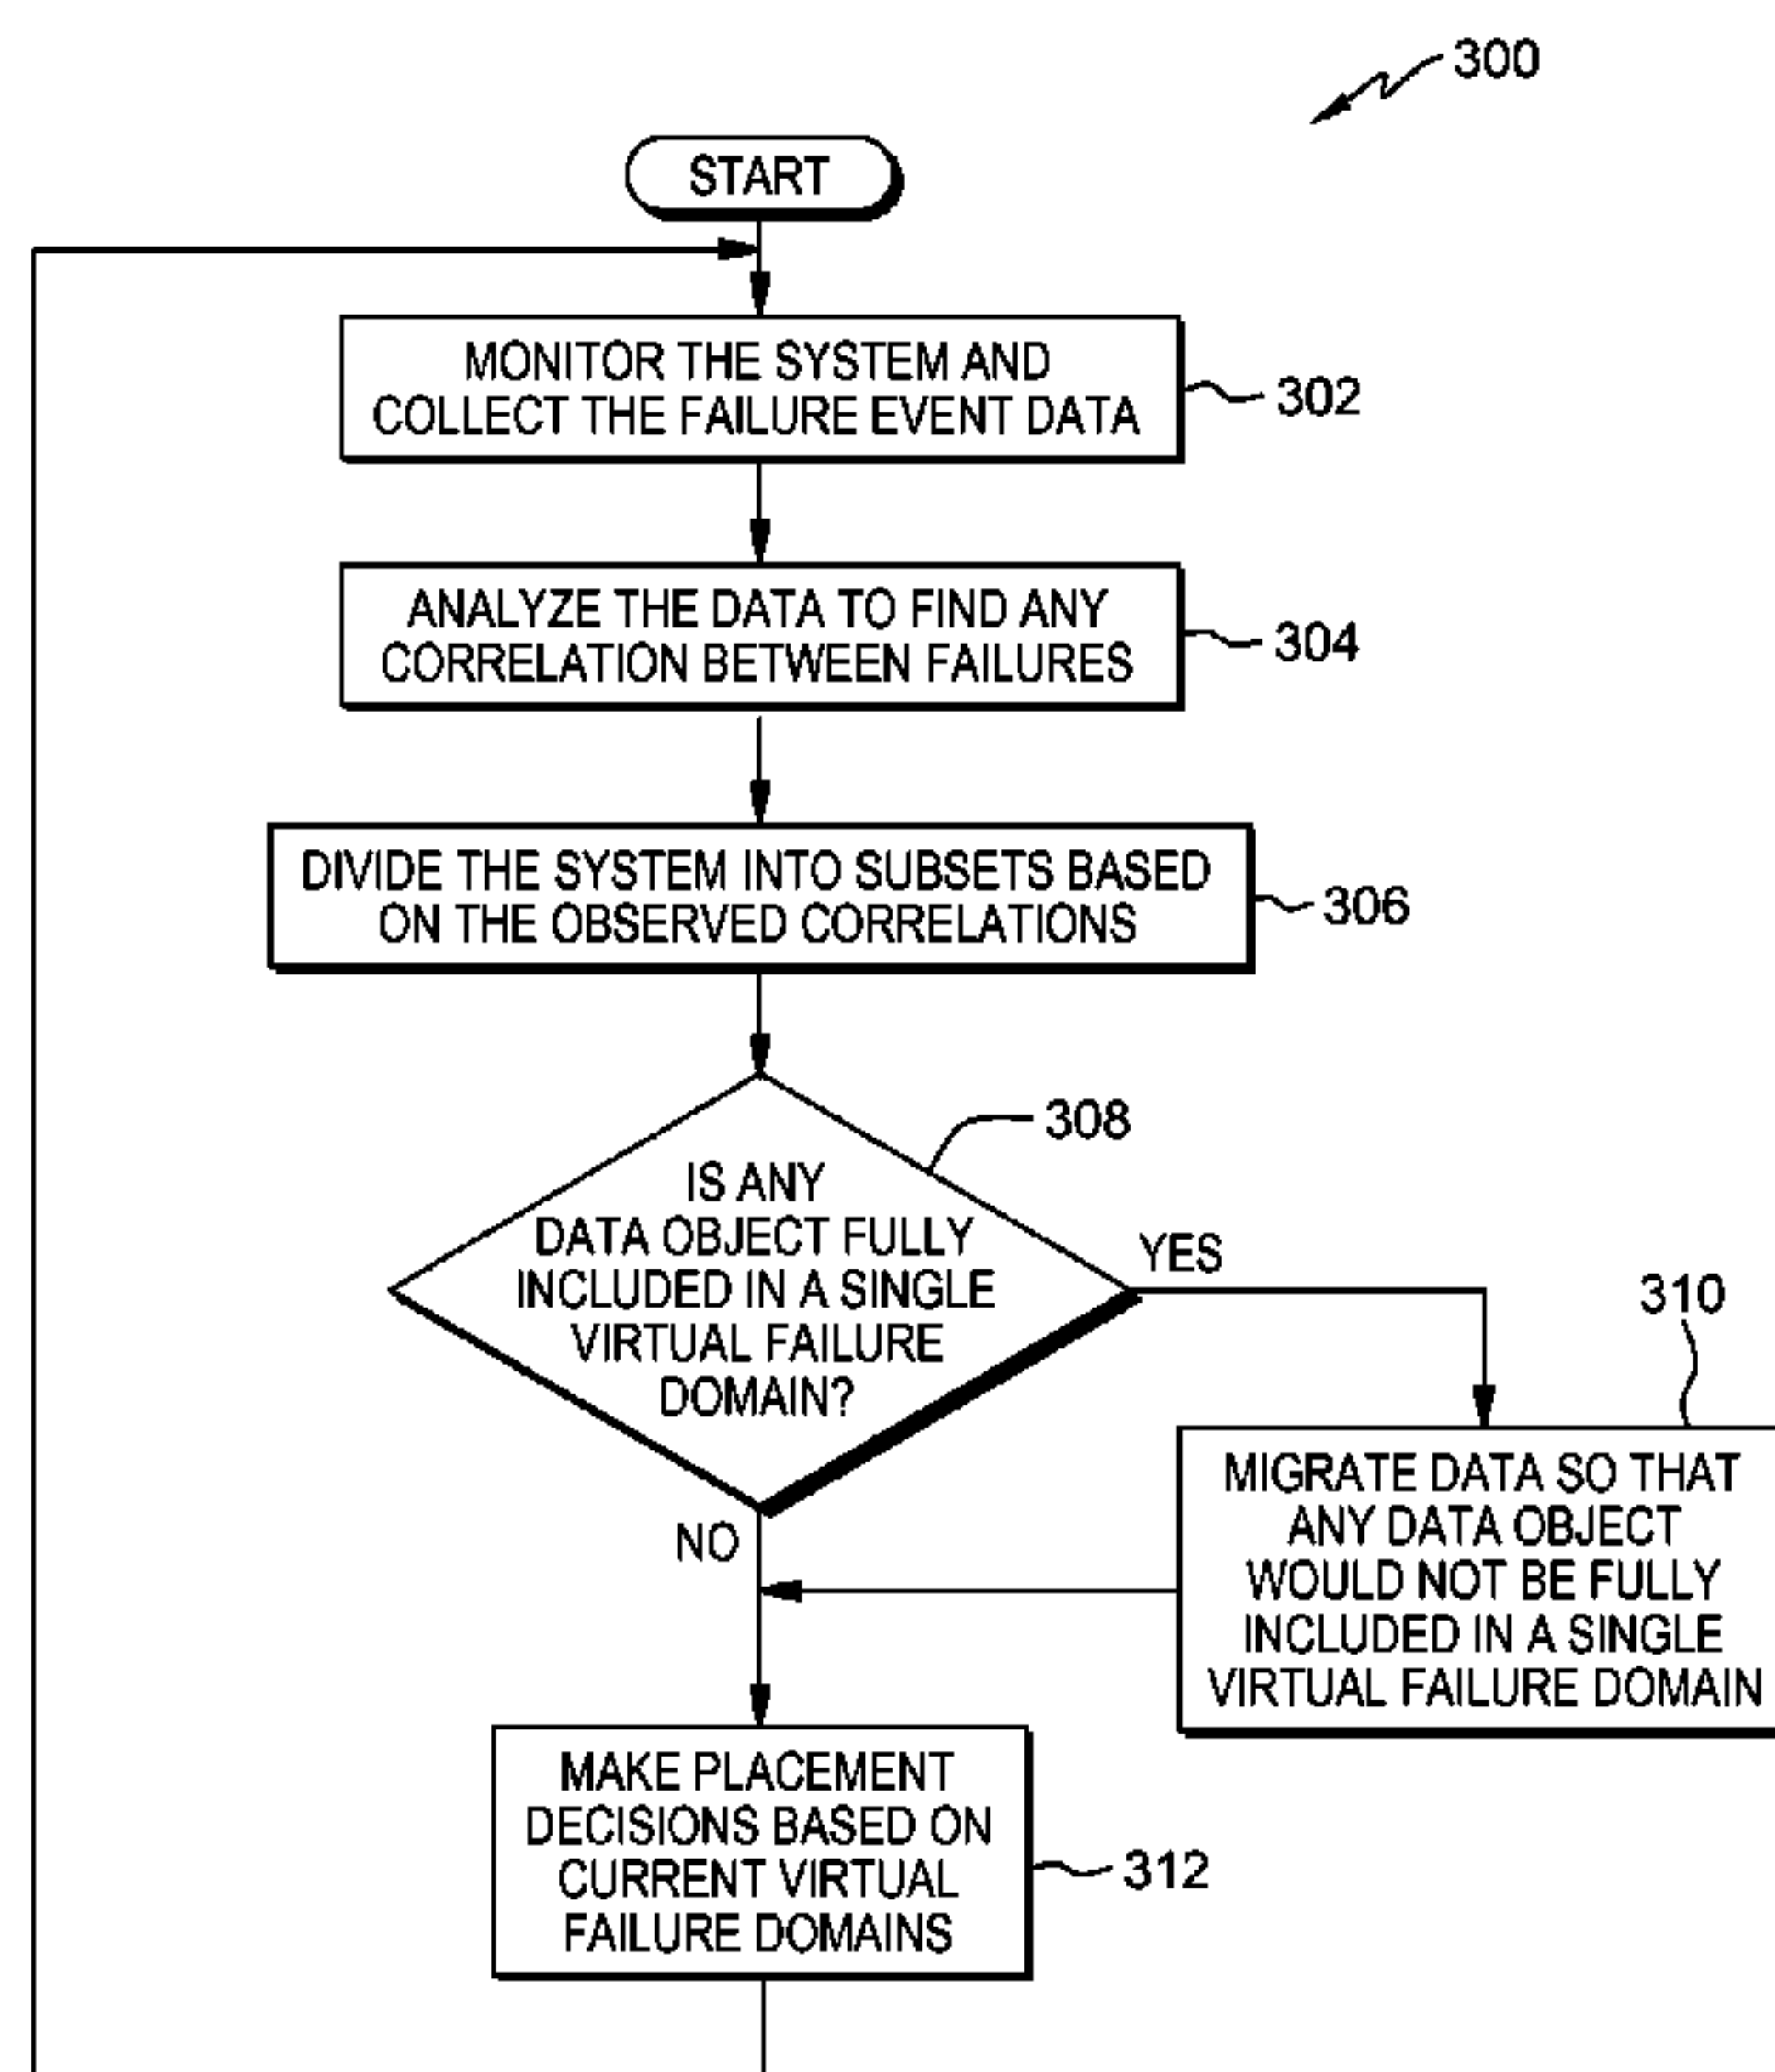 300
START
MONITOR THE SYSTEM AND
COLLECT THE FAILURE EVENT DATA
302
ANALYZE THE DATA TO FIND ANY
CORRELATION BETWEEN FAILURES
304
DIVIDE THE SYSTEM INTO SUBSETS BASED
ON THE OBSERVED CORRELATIONS
306
308
IS ANY
DATA OBJECT FULLY
INCLUDED IN A SINGLE
VIRTUAL FAILURE
DOMAIN?
YES
310
MIGRATE DATA SO THAT
ANY DATA OBJECT
WOULD NOT BE FULLY
INCLUDED IN A SINGLE
VIRTUAL FAILURE DOMAIN
NO
MAKE PLACEMENT
DECISIONS BASED ON
CURRENT VIRTUAL
FAILURE DOMAINS
312